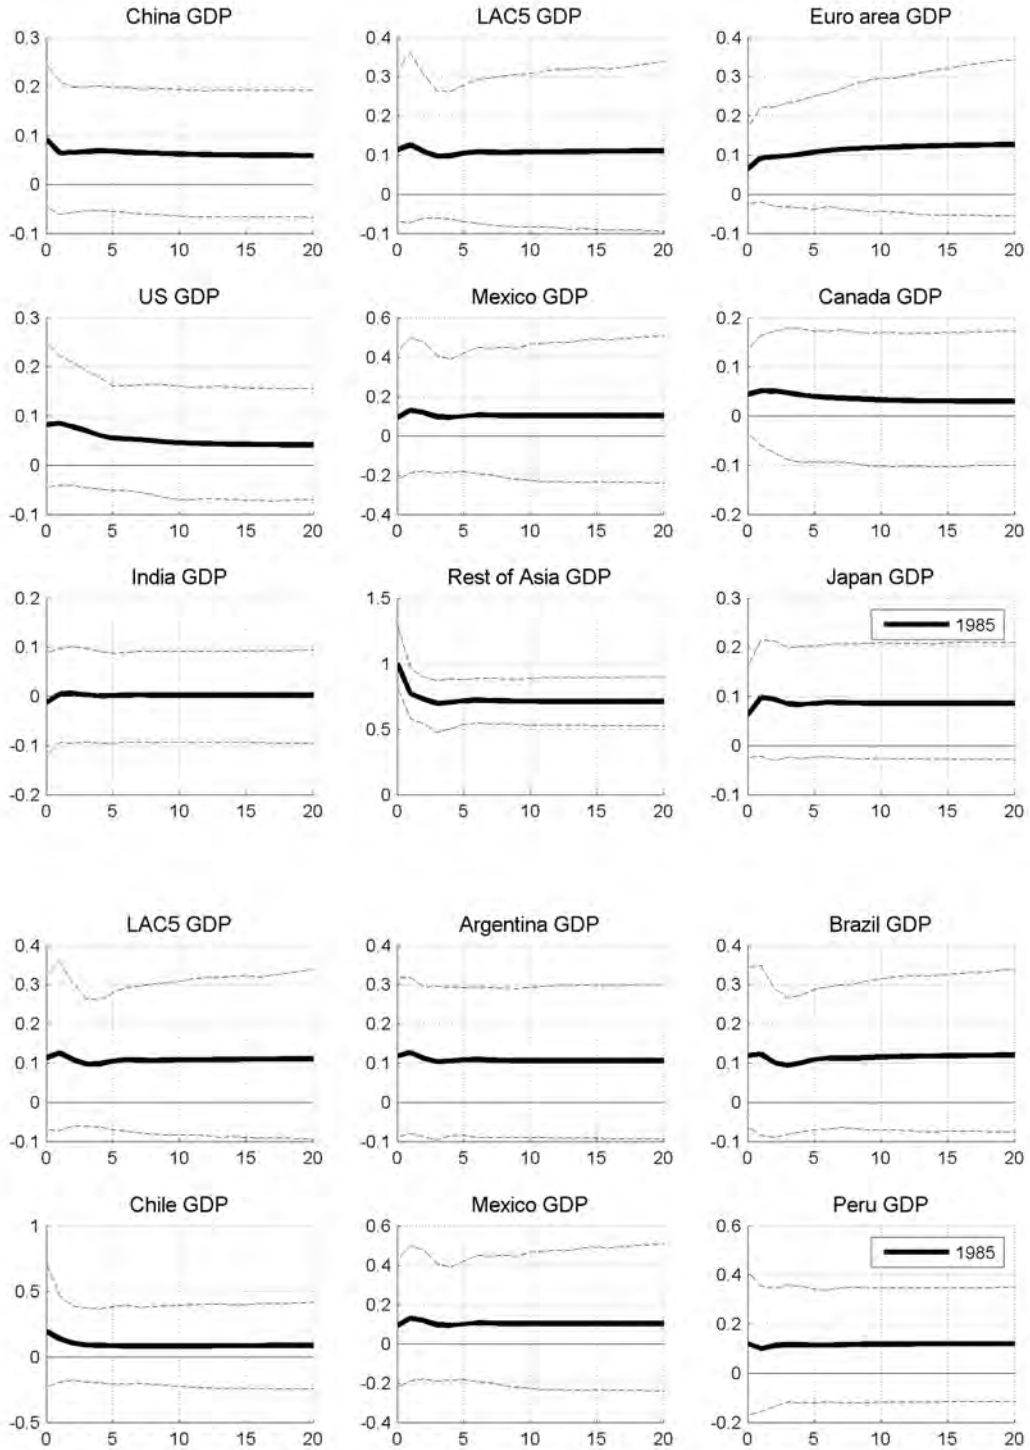 China GDP LAC5 GDP Euro area GDP
0.3 0.4 0.4
0.3 0.3
0.2
0.2 0.2
0.1
0.1 0.1
0 0 0
-0.1 -0.1 -0.1
0 5 10 15 20 0 5 10 15 20 0 5 10 15 20
US GDP Mexico GDP Canada GDP
0.3 0.6 0.2
0.4
0.2 0.1
0.2
0.1 0
0
0 -0.1
-0.2
-0.1 -0.4 -0.2
0 5 10 15 20 0 5 10 15 20 0 5 10 15 20
India GDP Rest of Asia GDP Japan GDP
0.2 1.5 0.3
1985
0.1 0.2
1
0 0.1
0.5
-0.1 0
-0.2 0 -0.1
0 5 10 15 20 0 5 10 15 20 0 5 10 15 20
LAC5 GDP Argentina GDP Brazil GDP
0.4 0.4 0.4
0.3 0.3 0.3
0.2 0.2 0.2
0.1 0.1 0.1
0 0 0
-0.1 -0.1 -0.1
0 5 10 15 20 0 5 10 15 20 0 5 10 15 20
Chile GDP Mexico GDP Peru GDP
1 0.6 0.6
1985
0.4 0.4
0.5
0.2 0.2
0 0
0
-0.2
-0.5 -0.4 -0.2
0 5 10 15 20 0 5 10 15 20 0 5 10 15 20